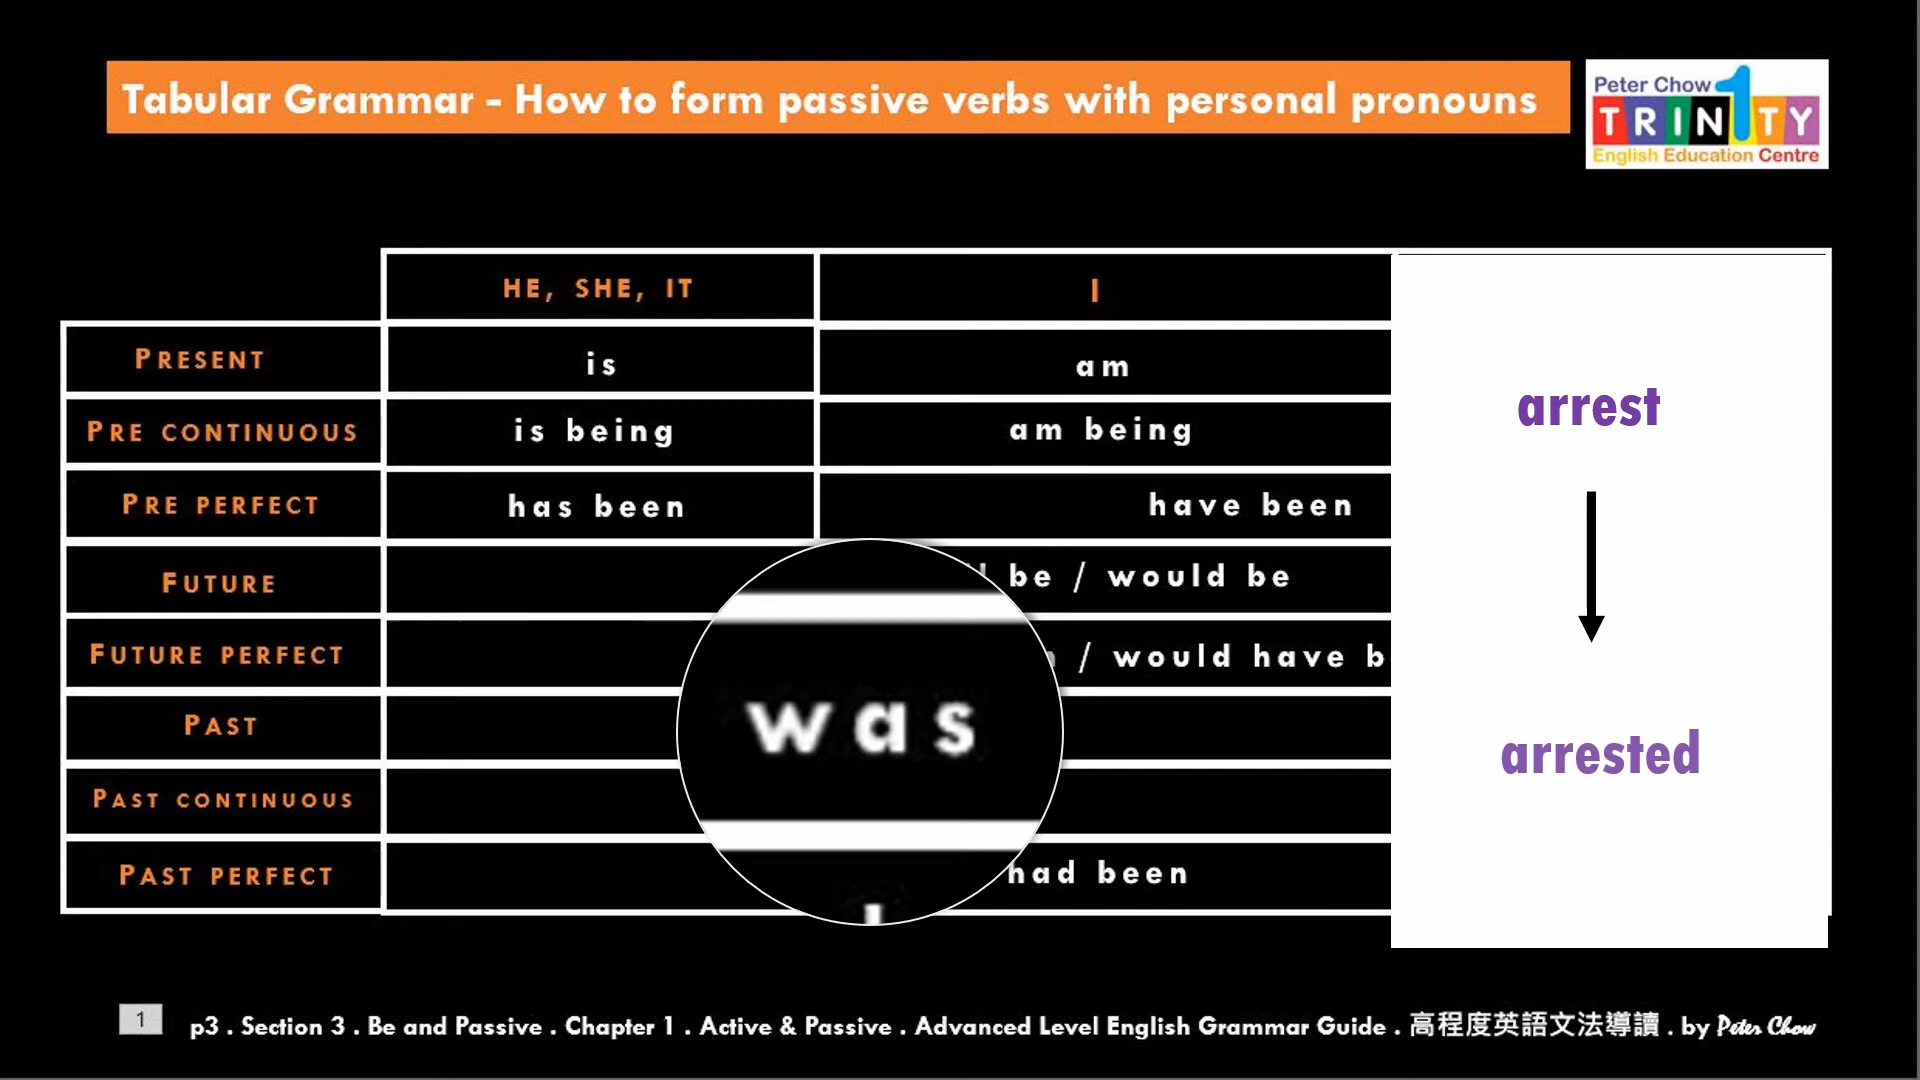 Tabular Grammar - How to form passive verbs with personal pronouns
Peter Chow
TRIN1TY
English Education Centre
HE, SHE, IT
I
PRESENT
is
am
PRE CONTINUOUS
is being
am being
PRE PERFECT
has been
have been
FUTURE
be / would be
FUTURE PERFECT
/ would have
PAST
was
PAST CONTINUOUS
PAST PERFECT
had been
arrest
arrested
1
p3 . Section 3 . Be and Passive . Chapter 1 . Active & Passive . Advanced Level English Grammar Guide . 高程度英語文法導讀 . by Peter Chow